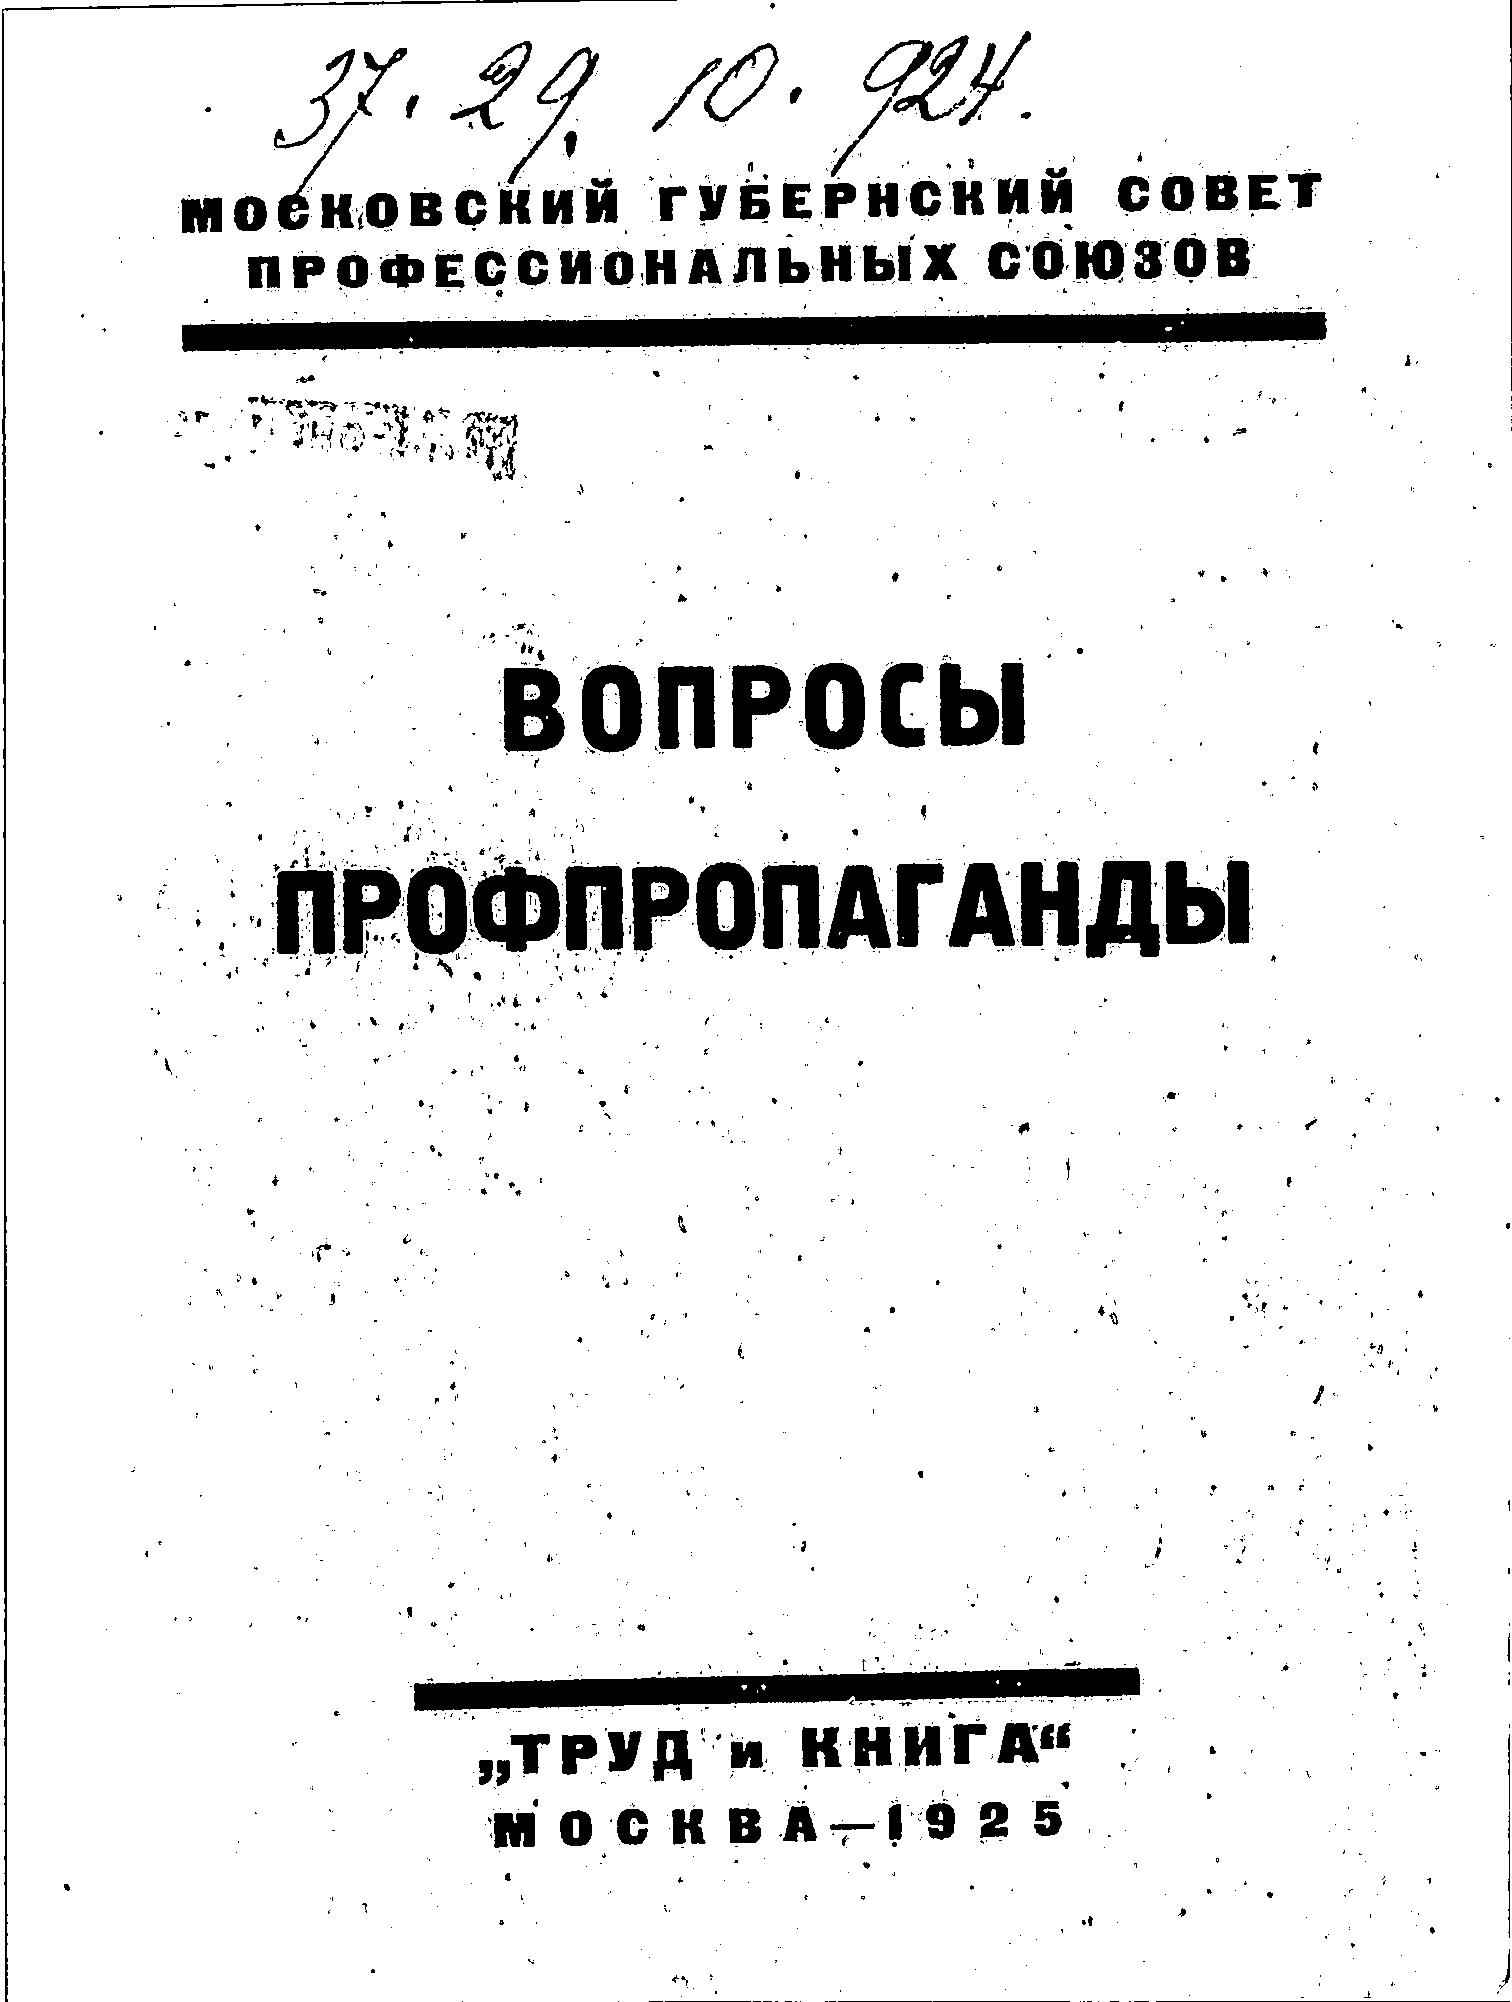 37. 29. 10. 924.
МОСКОВСКИЙ ГУБЕРНСКИЙ СОВЕТ
ПРОФЕССИОНАЛЬНЫХ СОЮЗОВ
ВОПРОСЫ
ПРОФПРОПАГАНДЫ
„ТРУД и КНИГА“
МОСКВА—1925